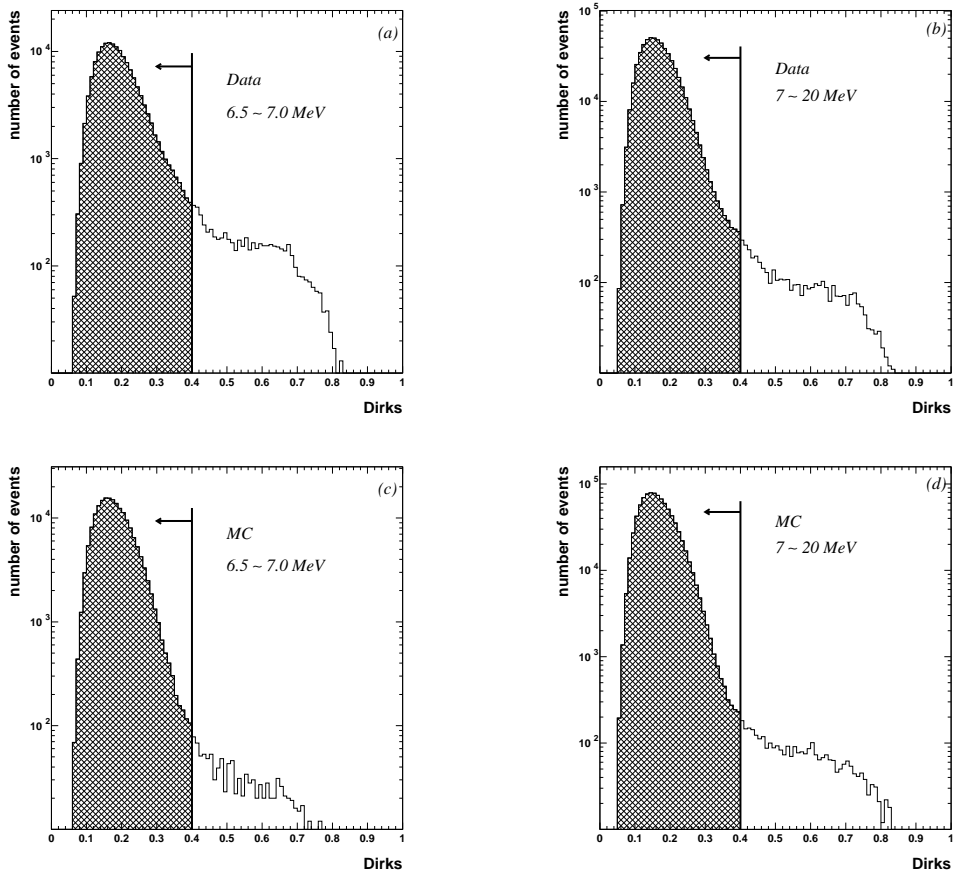 number of events
(a)
10^4
10^3
10^2
Data
6.5 ~ 7.0 MeV
0 0.1 0.2 0.3 0.4 0.5 0.6 0.7 0.8 0.9 1
Dirks
number of events
(b)
10^5
10^4
10^3
10^2
10
Data
7 ~ 20 MeV
0 0.1 0.2 0.3 0.4 0.5 0.6 0.7 0.8 0.9 1
Dirks
number of events
(c)
10^4
10^3
10^2
MC
6.5 ~ 7.0 MeV
0 0.1 0.2 0.3 0.4 0.5 0.6 0.7 0.8 0.9 1
Dirks
number of events
(d)
10^5
10^4
10^3
10^2
10
MC
7 ~ 20 MeV
0 0.1 0.2 0.3 0.4 0.5 0.6 0.7 0.8 0.9 1
Dirks